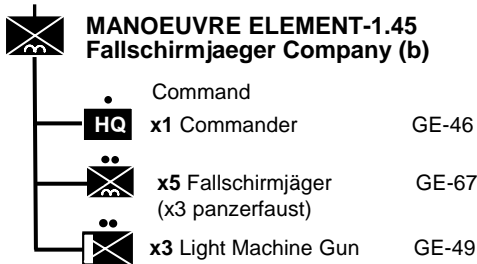 MANOEUVRE ELEMENT-1.45
Fallschirmjaeger Company (b)
Command
HQ x1 Commander GE-46
x5 Fallschirmjäger GE-67
(x3 panzerfaust)
x3 Light Machine Gun GE-49